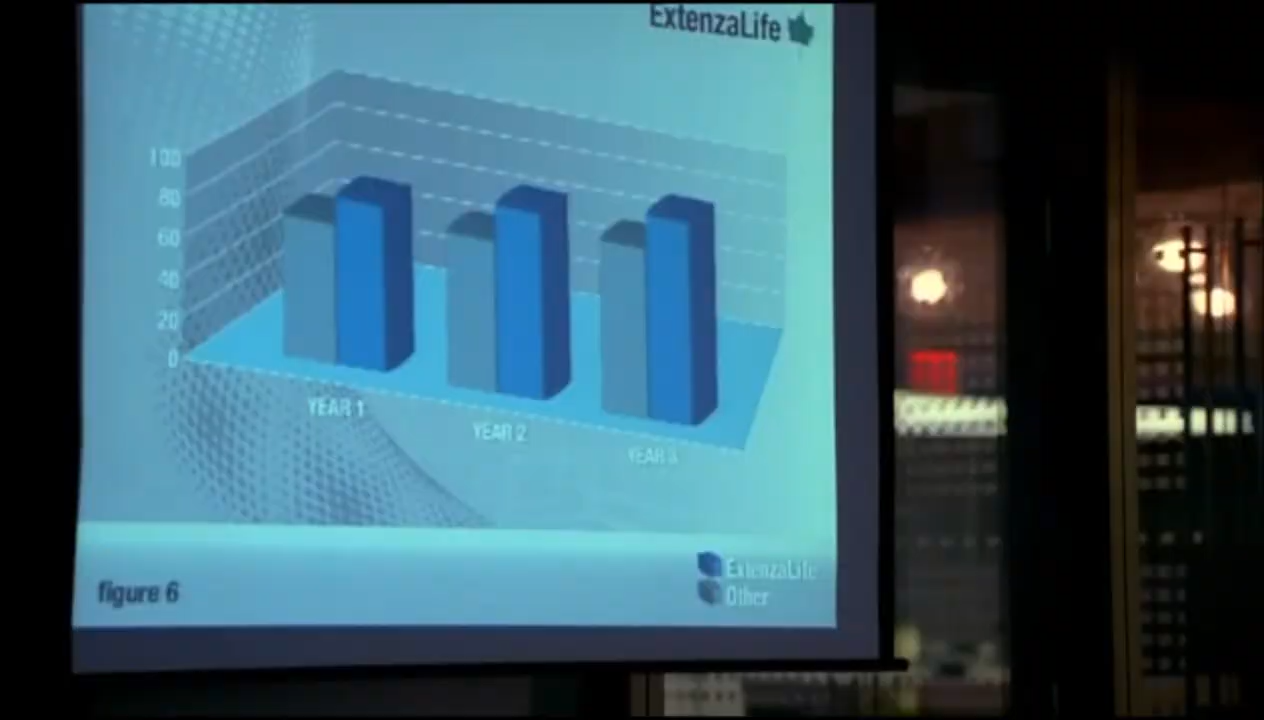 ExtenzaLife
100
80
60
40
20
0
YEAR 1
YEAR 2
YEAR 3
ExtenzaLife
Other
figure 6